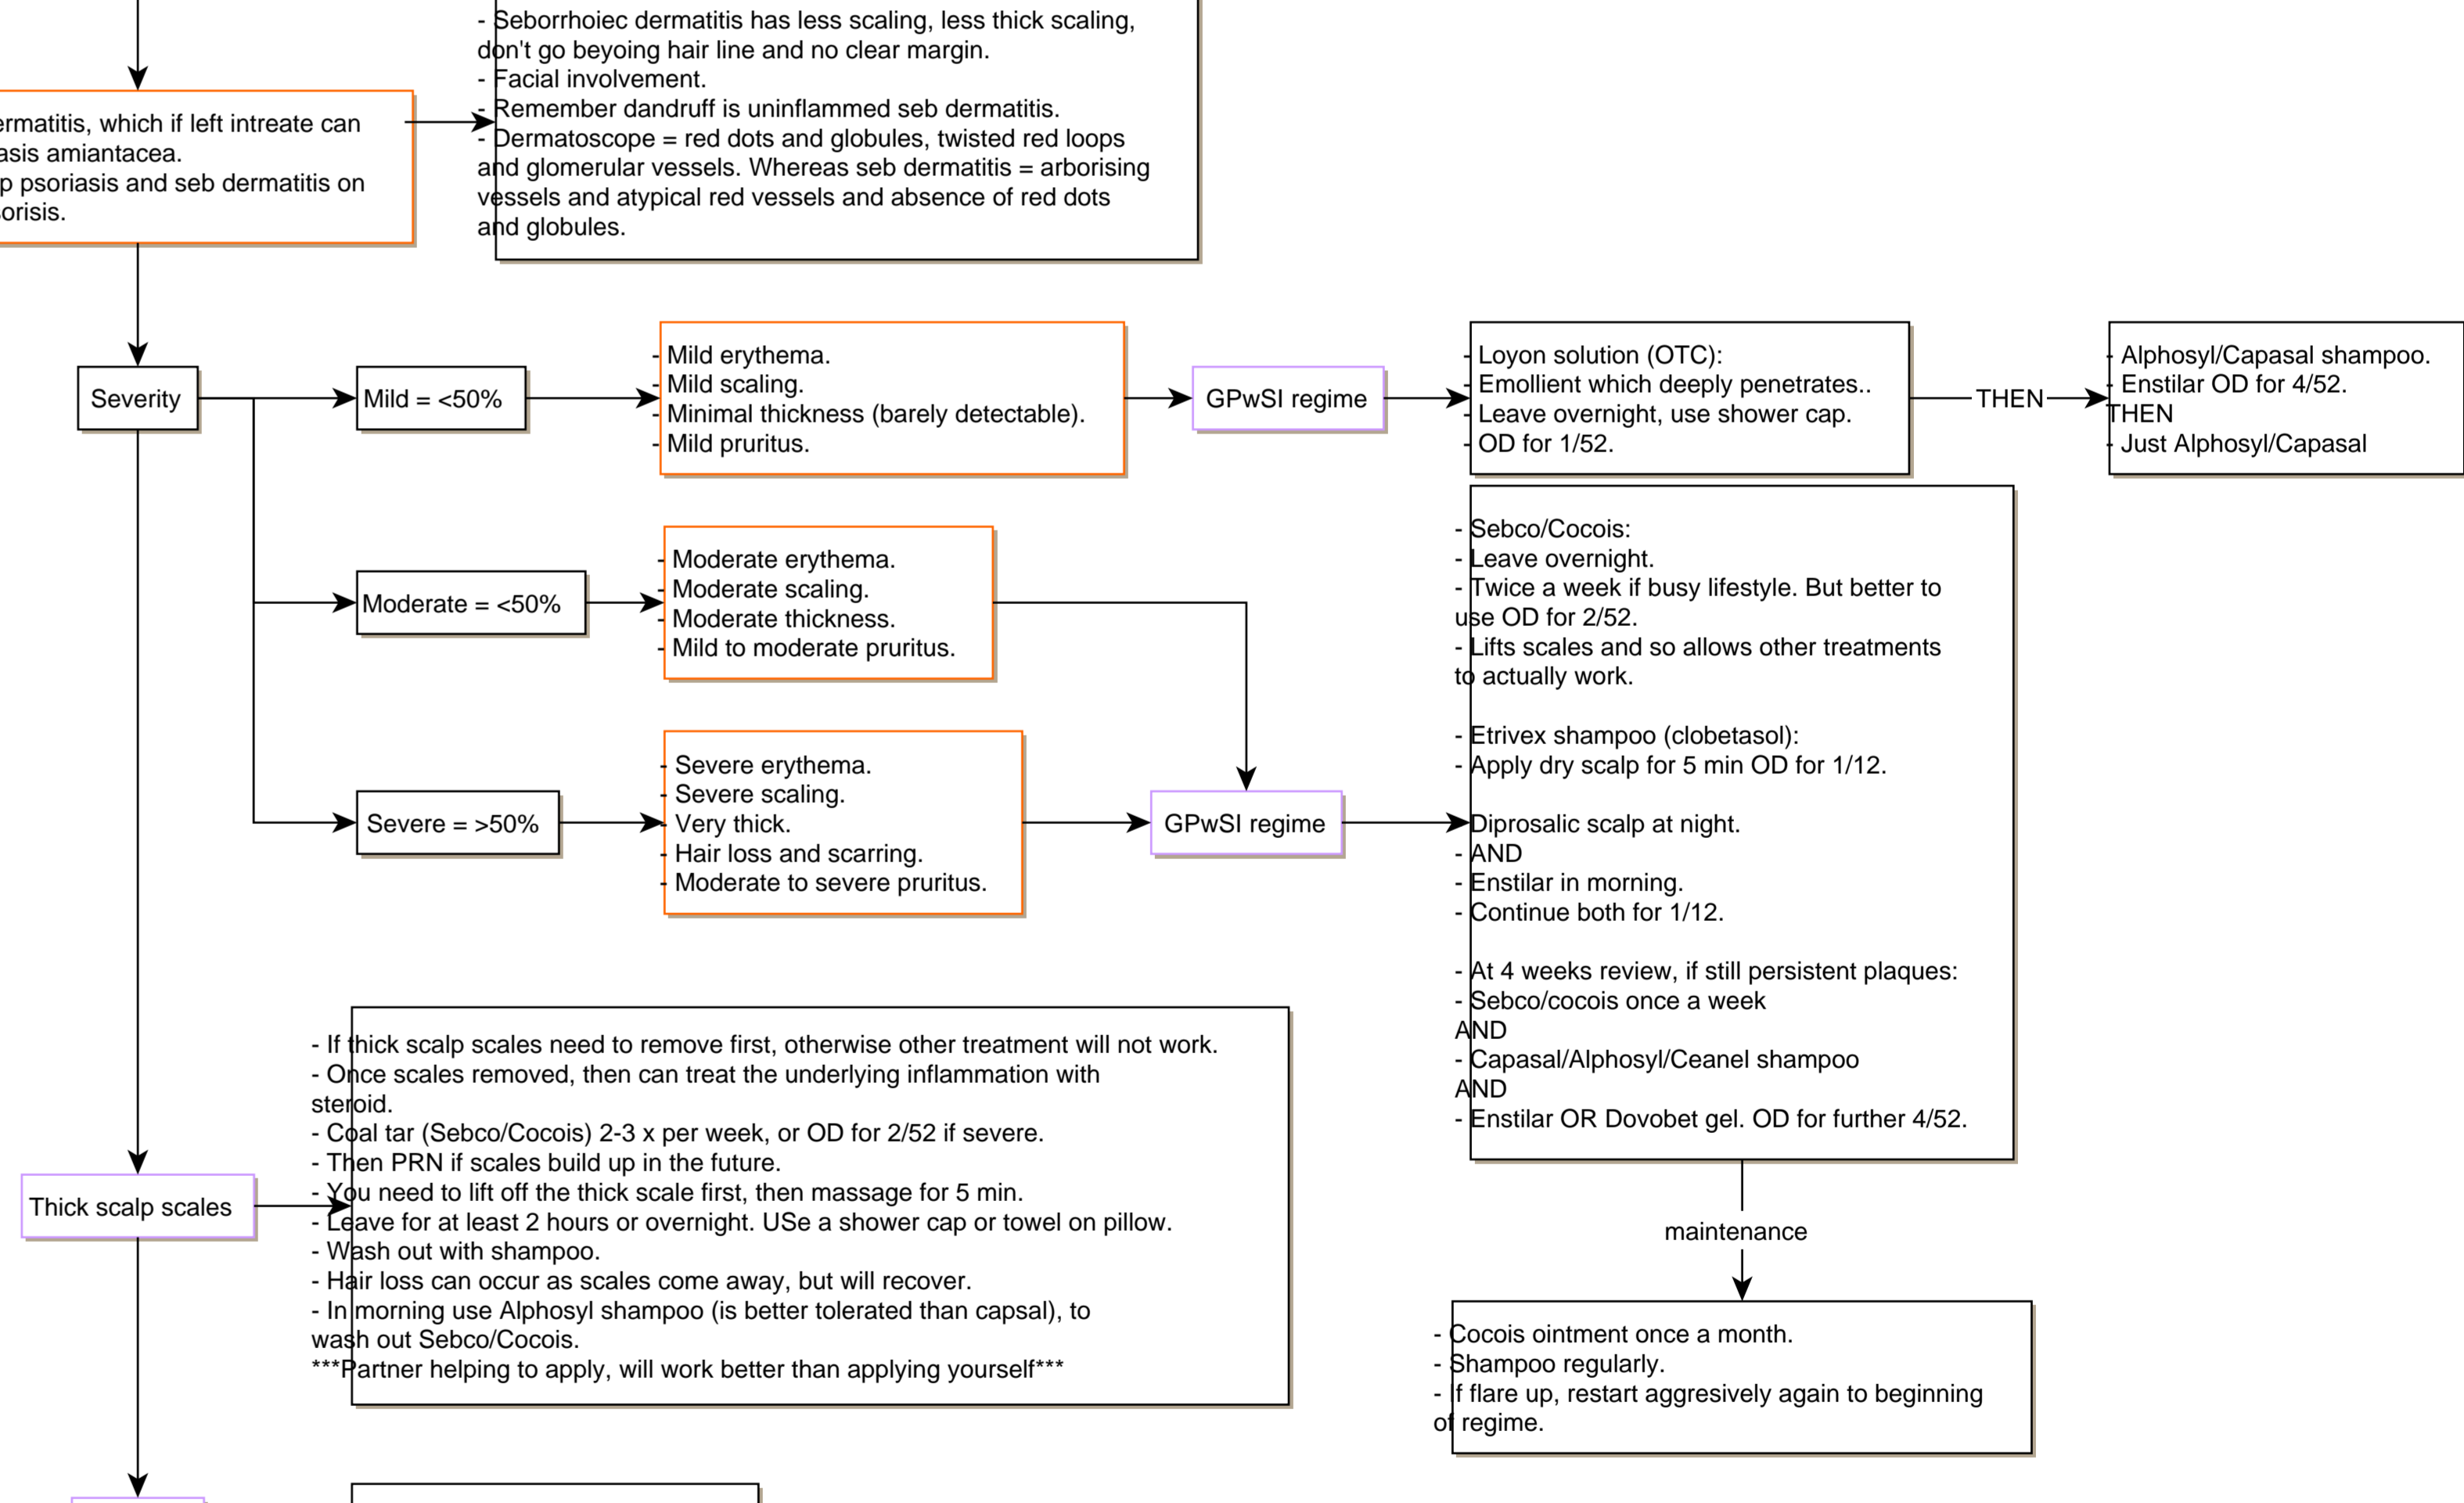 - Seborrhoiec dermatitis has less scaling, less thick scaling,
don't go beyoing hair line and no clear margin.
- Facial involvement.
- Remember dandruff is uninflammed seb dermatitis.
- Dermatoscope = red dots and globules, twisted red loops
and glomerular vessels. Whereas seb dermatitis = arborising
vessels and atypical red vessels and absence of red dots
and globules.
ermatitis, which if left intreate can
asis amiantacea.
p psoriasis and seb dermatitis on
orisis.
Severity
Mild = <50%
- Mild erythema.
- Mild scaling.
- Minimal thickness (barely detectable).
- Mild pruritus.
GPwSI regime
- Loyon solution (OTC):
- Emollient which deeply penetrates..
- Leave overnight, use shower cap.
- OD for 1/52.
THEN
- Alphosyl/Capasal shampoo.
- Enstilar OD for 4/52.
THEN
- Just Alphosyl/Capasal
Moderate = <50%
- Moderate erythema.
- Moderate scaling.
- Moderate thickness.
- Mild to moderate pruritus.
Severe = >50%
- Severe erythema.
- Severe scaling.
- Very thick.
- Hair loss and scarring.
- Moderate to severe pruritus.
GPwSI regime
- Sebco/Cocois:
- Leave overnight.
- Twice a week if busy lifestyle. But better to
use OD for 2/52.
- Lifts scales and so allows other treatments
to actually work.
- Etrivex shampoo (clobetasol):
- Apply dry scalp for 5 min OD for 1/12.
Diprosalic scalp at night.
- AND
- Enstilar in morning.
- Continue both for 1/12.
- At 4 weeks review, if still persistent plaques:
- Sebco/cocois once a week
AND
- Capasal/Alphosyl/Ceanel shampoo
AND
- Enstilar OR Dovobet gel. OD for further 4/52.
maintenance
- Cocois ointment once a month.
- Shampoo regularly.
- If flare up, restart aggresively again to beginning
of regime.
Thick scalp scales
- If thick scalp scales need to remove first, otherwise other treatment will not work.
- Once scales removed, then can treat the underlying inflammation with
steroid.
- Coal tar (Sebco/Cocois) 2-3 x per week, or OD for 2/52 if severe.
- Then PRN if scales build up in the future.
- You need to lift off the thick scale first, then massage for 5 min.
- Leave for at least 2 hours or overnight. USe a shower cap or towel on pillow.
- Wash out with shampoo.
- Hair loss can occur as scales come away, but will recover.
- In morning use Alphosyl shampoo (is better tolerated than capsal), to
wash out Sebco/Cocois.
***Partner helping to apply, will work better than applying yourself***